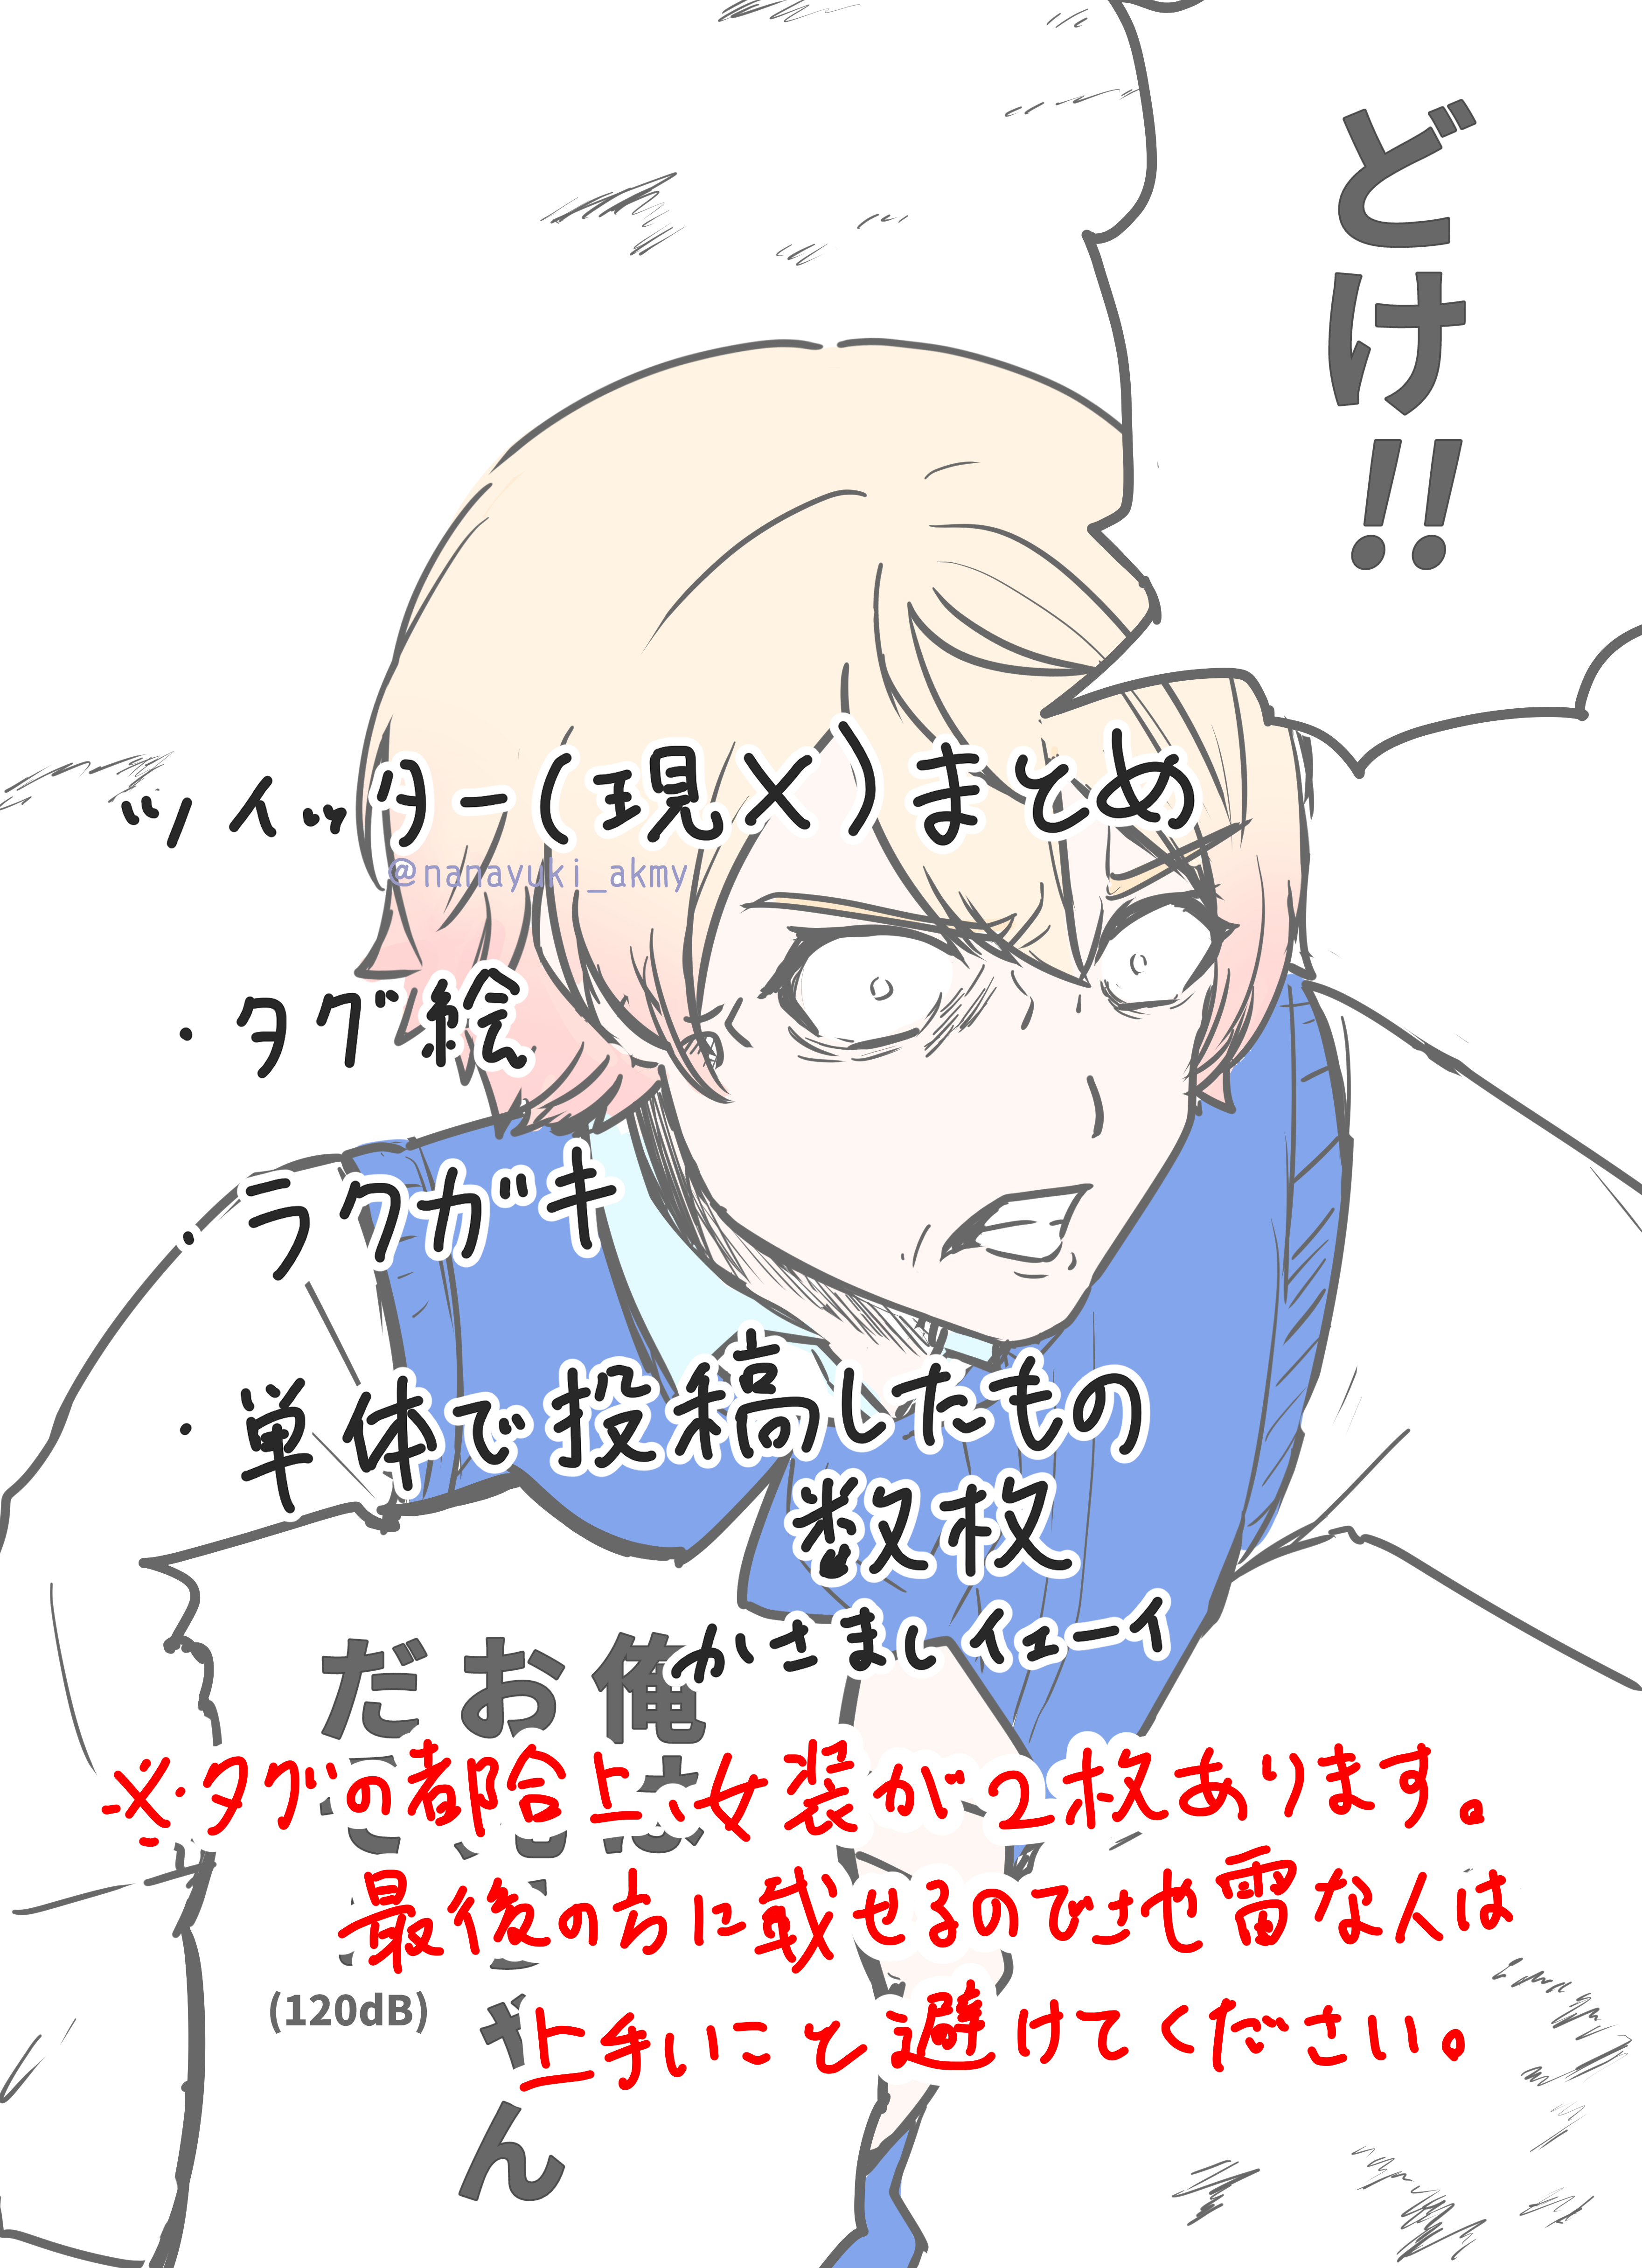 どけ!!
ツイッター(現X)まとめ
@nanayuki_akmy
・タグ絵
・ラクガキ
・単体で投稿したもの
数枚
かさましイェーイ
俺は
お
だ
※タグの都合上、女装が2枚あります。
最後の方に載せるので地雷な人は
上手いこと避けてください。
(120dB)
ん